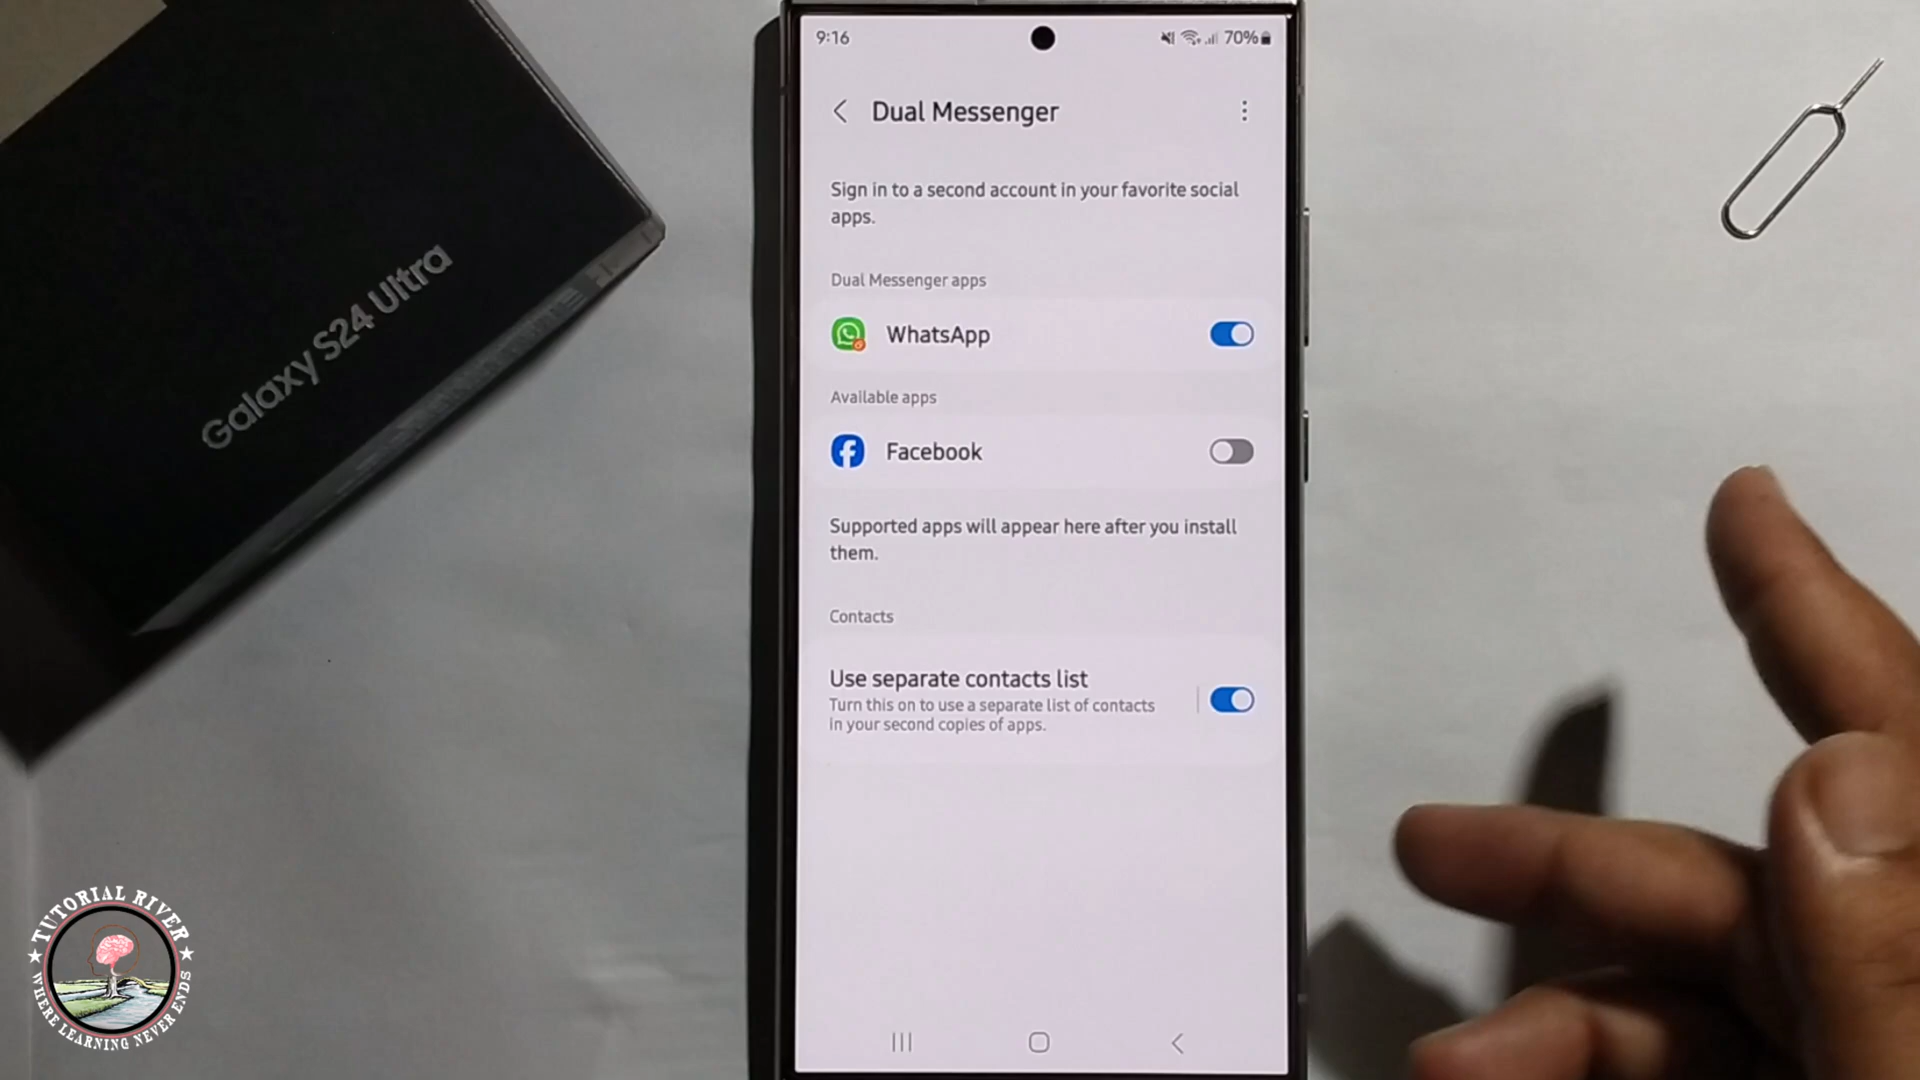 9:16
70%
Dual Messenger
Sign in to a second account in your favorite social
apps.
Dual Messenger apps
WhatsApp
Available apps
Facebook
Supported apps will appear here after you install
them.
Contacts
Use separate contacts list
Turn this on to use a separate list of contacts
in your second copies of apps.
Galaxy S24 Ultra
TUTORIAL RIVER
WHERE LEARNING NEVER ENDS